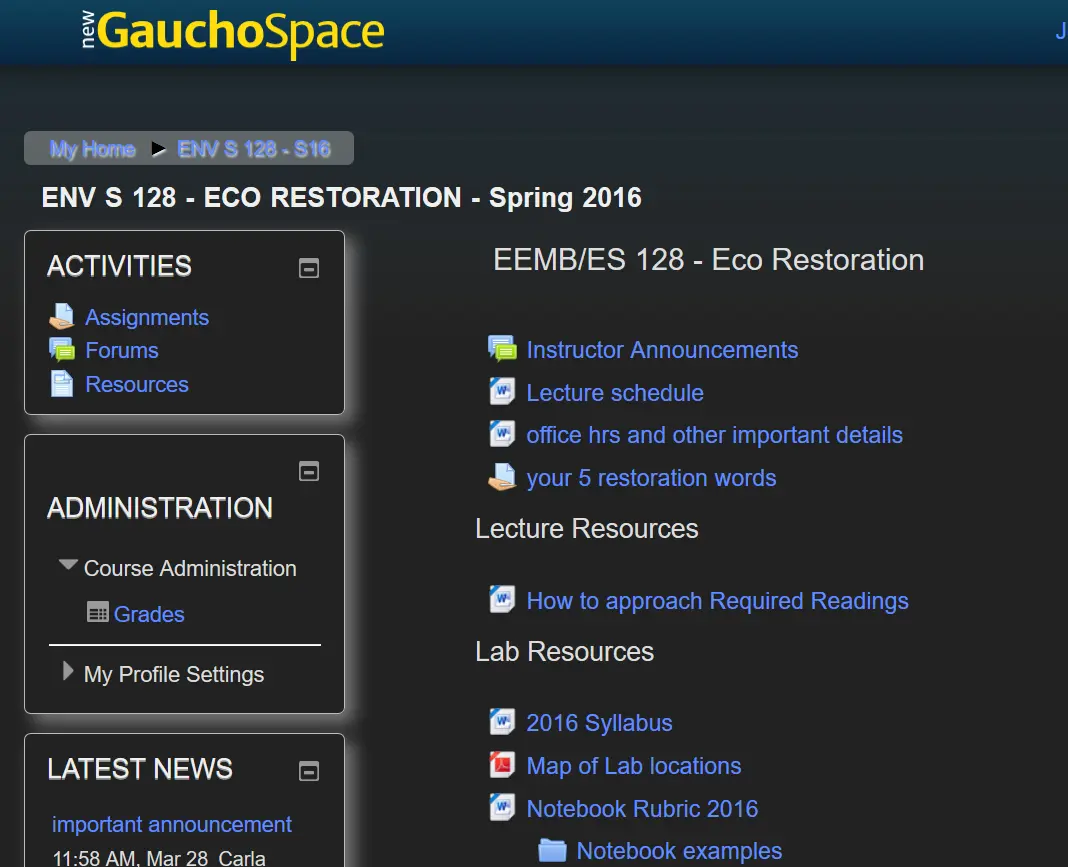 new GauchoSpace
J
My Home ► ENV S 128 - S16
ENV S 128 - ECO RESTORATION - Spring 2016
ACTIVITIES
Assignments
Forums
Resources
ADMINISTRATION
Course Administration
Grades
My Profile Settings
LATEST NEWS
important announcement
11:58 AM, Mar 28 Carla
EEMB/ES 128 - Eco Restoration
Instructor Announcements
Lecture schedule
office hrs and other important details
your 5 restoration words
Lecture Resources
How to approach Required Readings
Lab Resources
2016 Syllabus
Map of Lab locations
Notebook Rubric 2016
Notebook examples